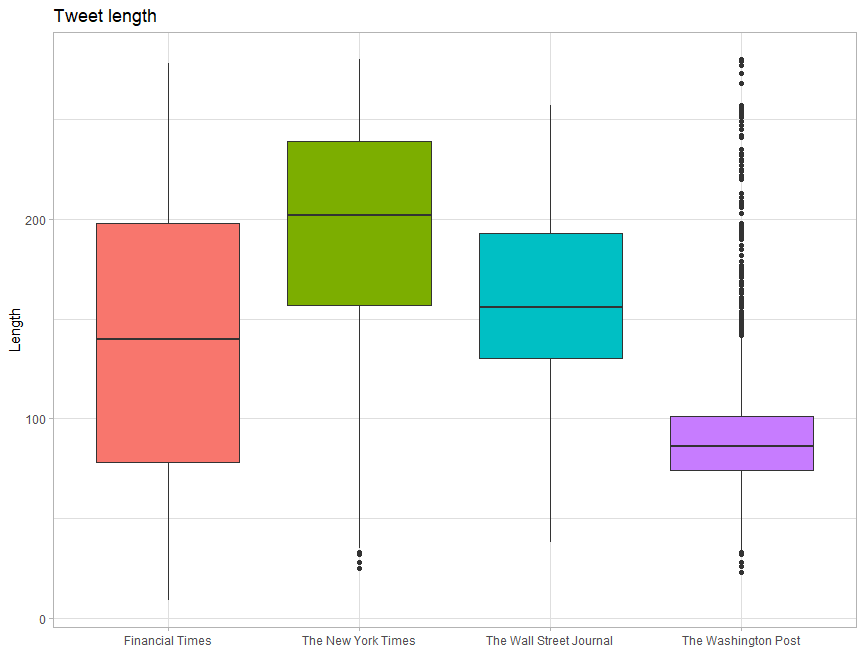 Tweet length
Length
200
100
0
Financial Times
The New York Times
The Wall Street Journal
The Washington Post